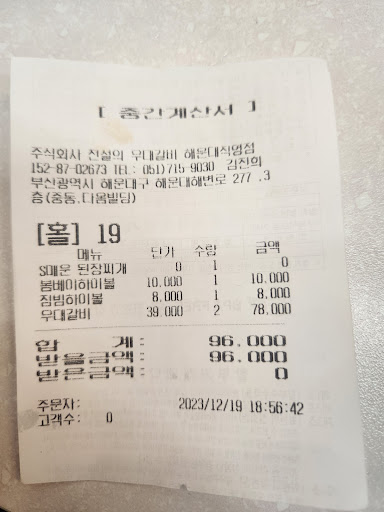 [ 중간계산서 ]
주식회사 전설의 우대갈비 해운대직영점
152-87-02673 TEL: 051)715-9030 김진희
부산광역시 해운대구 해운대해변로 277 .3
층(중동.다움빌딩)
[홀] 19
메뉴 단가 수량 금액
S매운 된장찌개 0 1 0
봄베이하이볼 10,000 1 10,000
짐빔하이볼 8,000 1 8,000
우대갈비 39,000 2 78,000
합 계: 96,000
받을금액: 96,000
받은금액: 0
주문자: 2023/12/19 18:56:42
고객수: 0